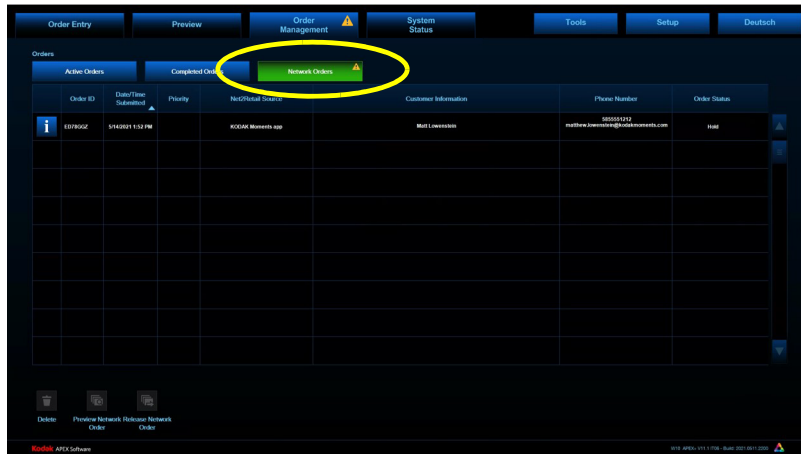 Order Entry
Preview
Order
Management
System
Status
Tools
Setup
Deutsch
Orders
Active Orders
Completed Orders
Network Orders
Order ID
Date/Time
Submitted
Priority
Net2Retail Source
Customer Information
Phone Number
Order Status
i
ED78GGZ
5/14/2021 1:52 PM
KODAK Moments app
Matt Lowenstein
5855551212
matthew.lowenstein@kodakmoments.com
Hold
Delete
Preview Network
Order
Release Network
Order
Kodak APEX Software